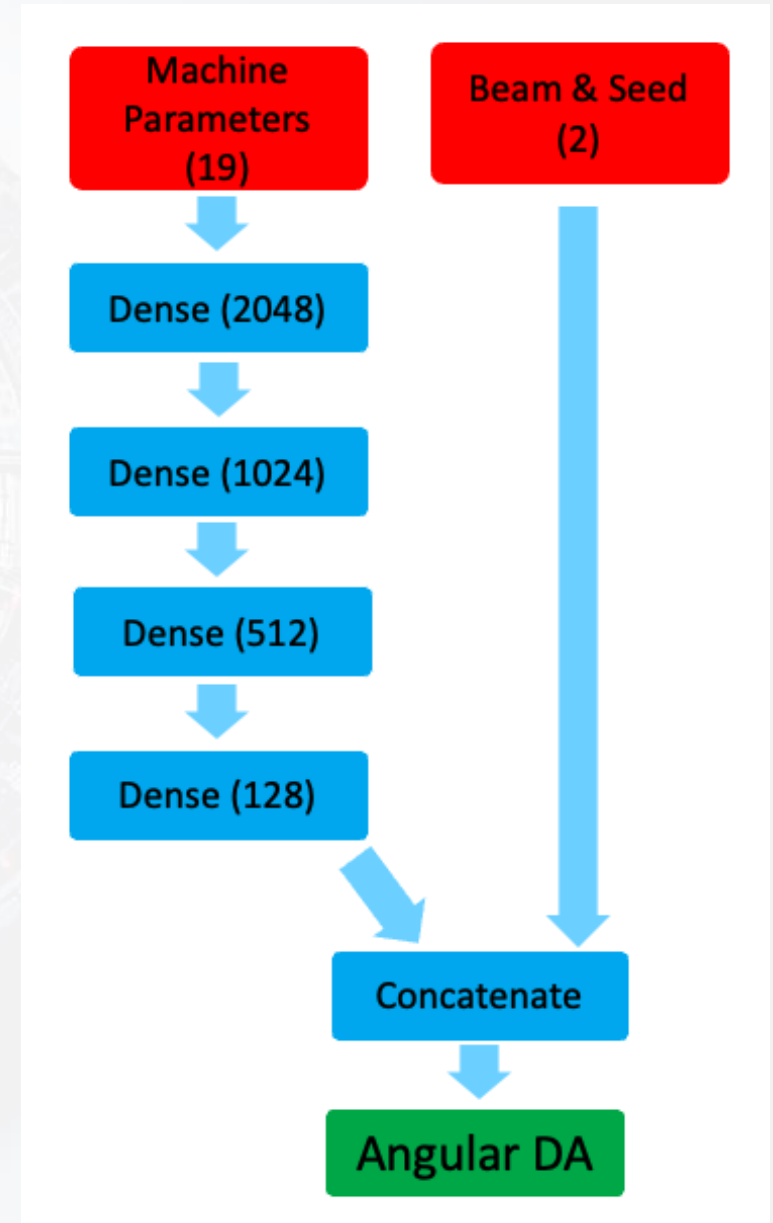 Machine
Parameters
(19)
Beam & Seed
(2)
Dense (2048)
Dense (1024)
Dense (512)
Dense (128)
Concatenate
Angular DA